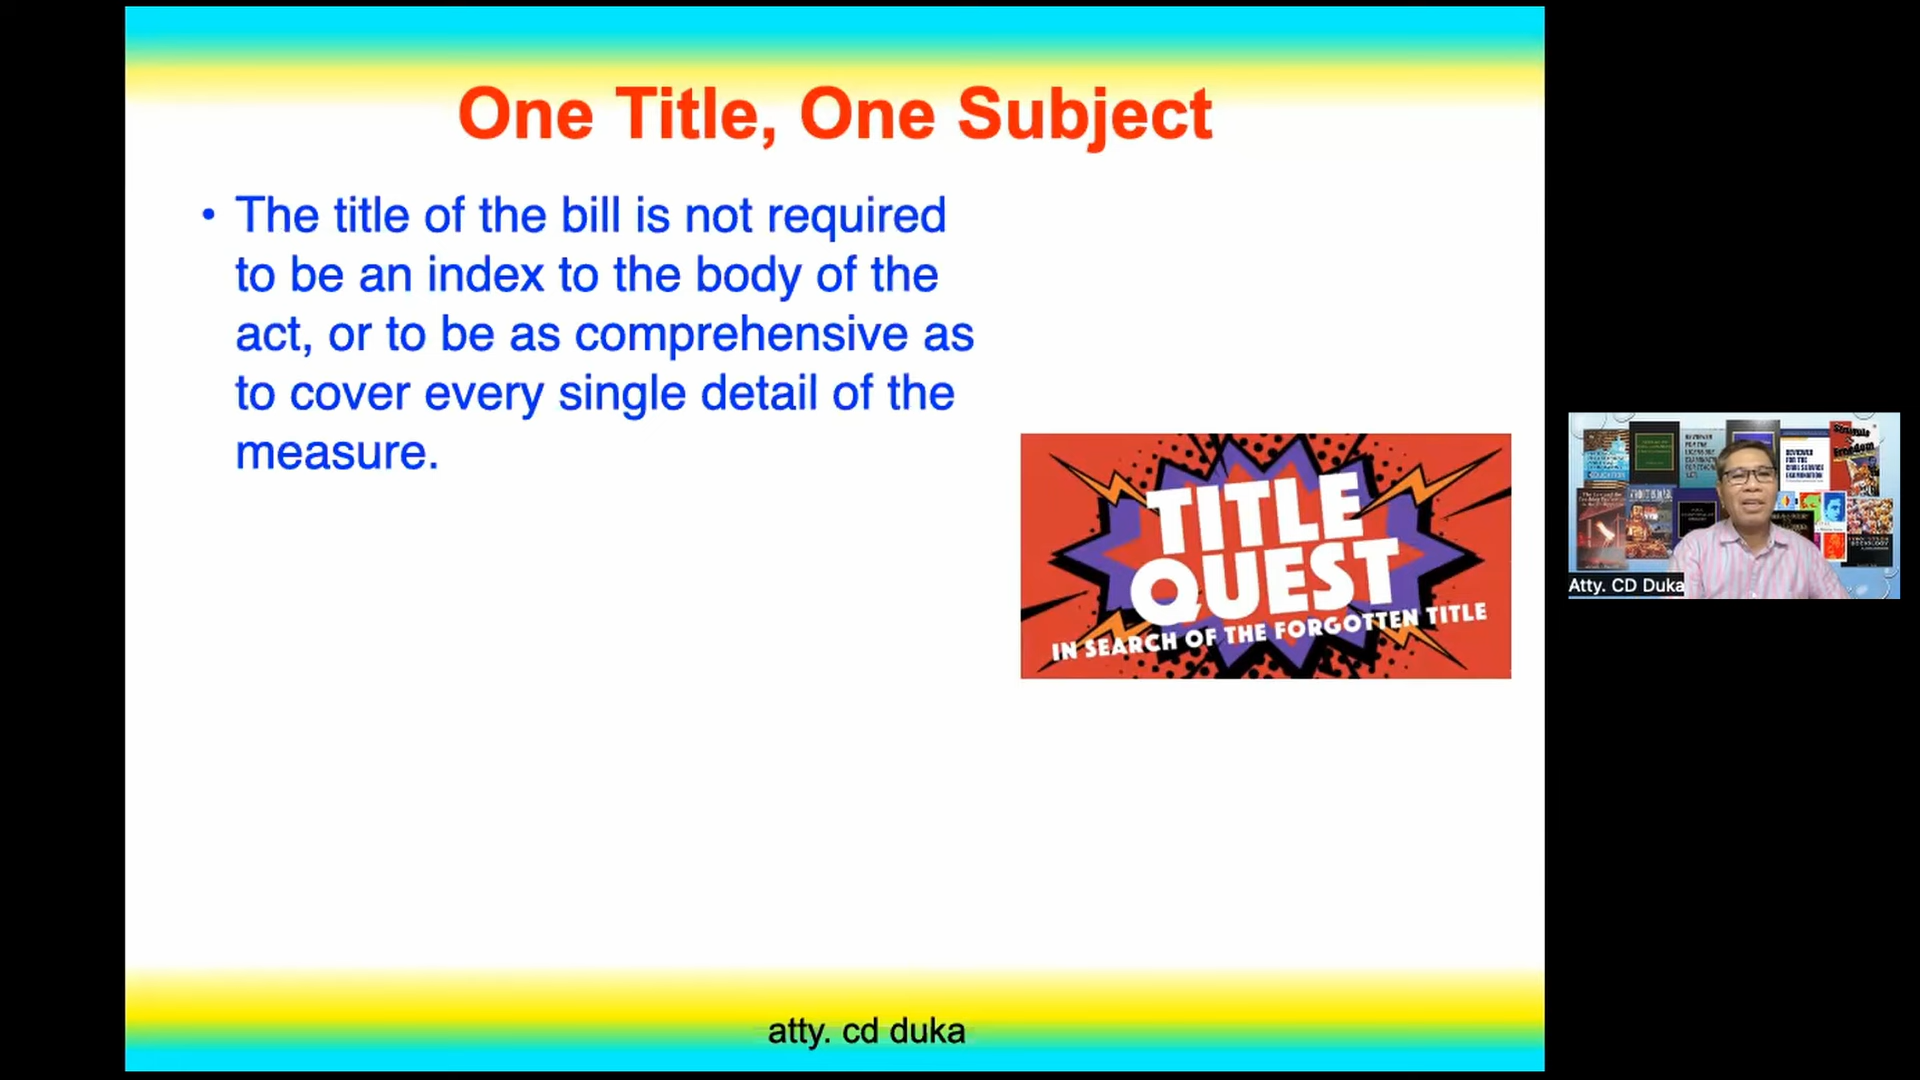 One Title, One Subject
• The title of the bill is not required
to be an index to the body of the
act, or to be as comprehensive as
to cover every single detail of the
measure.
TITLE
QUEST
IN SEARCH OF THE FORGOTTEN TITLE
Atty. CD Duka
atty. cd duka